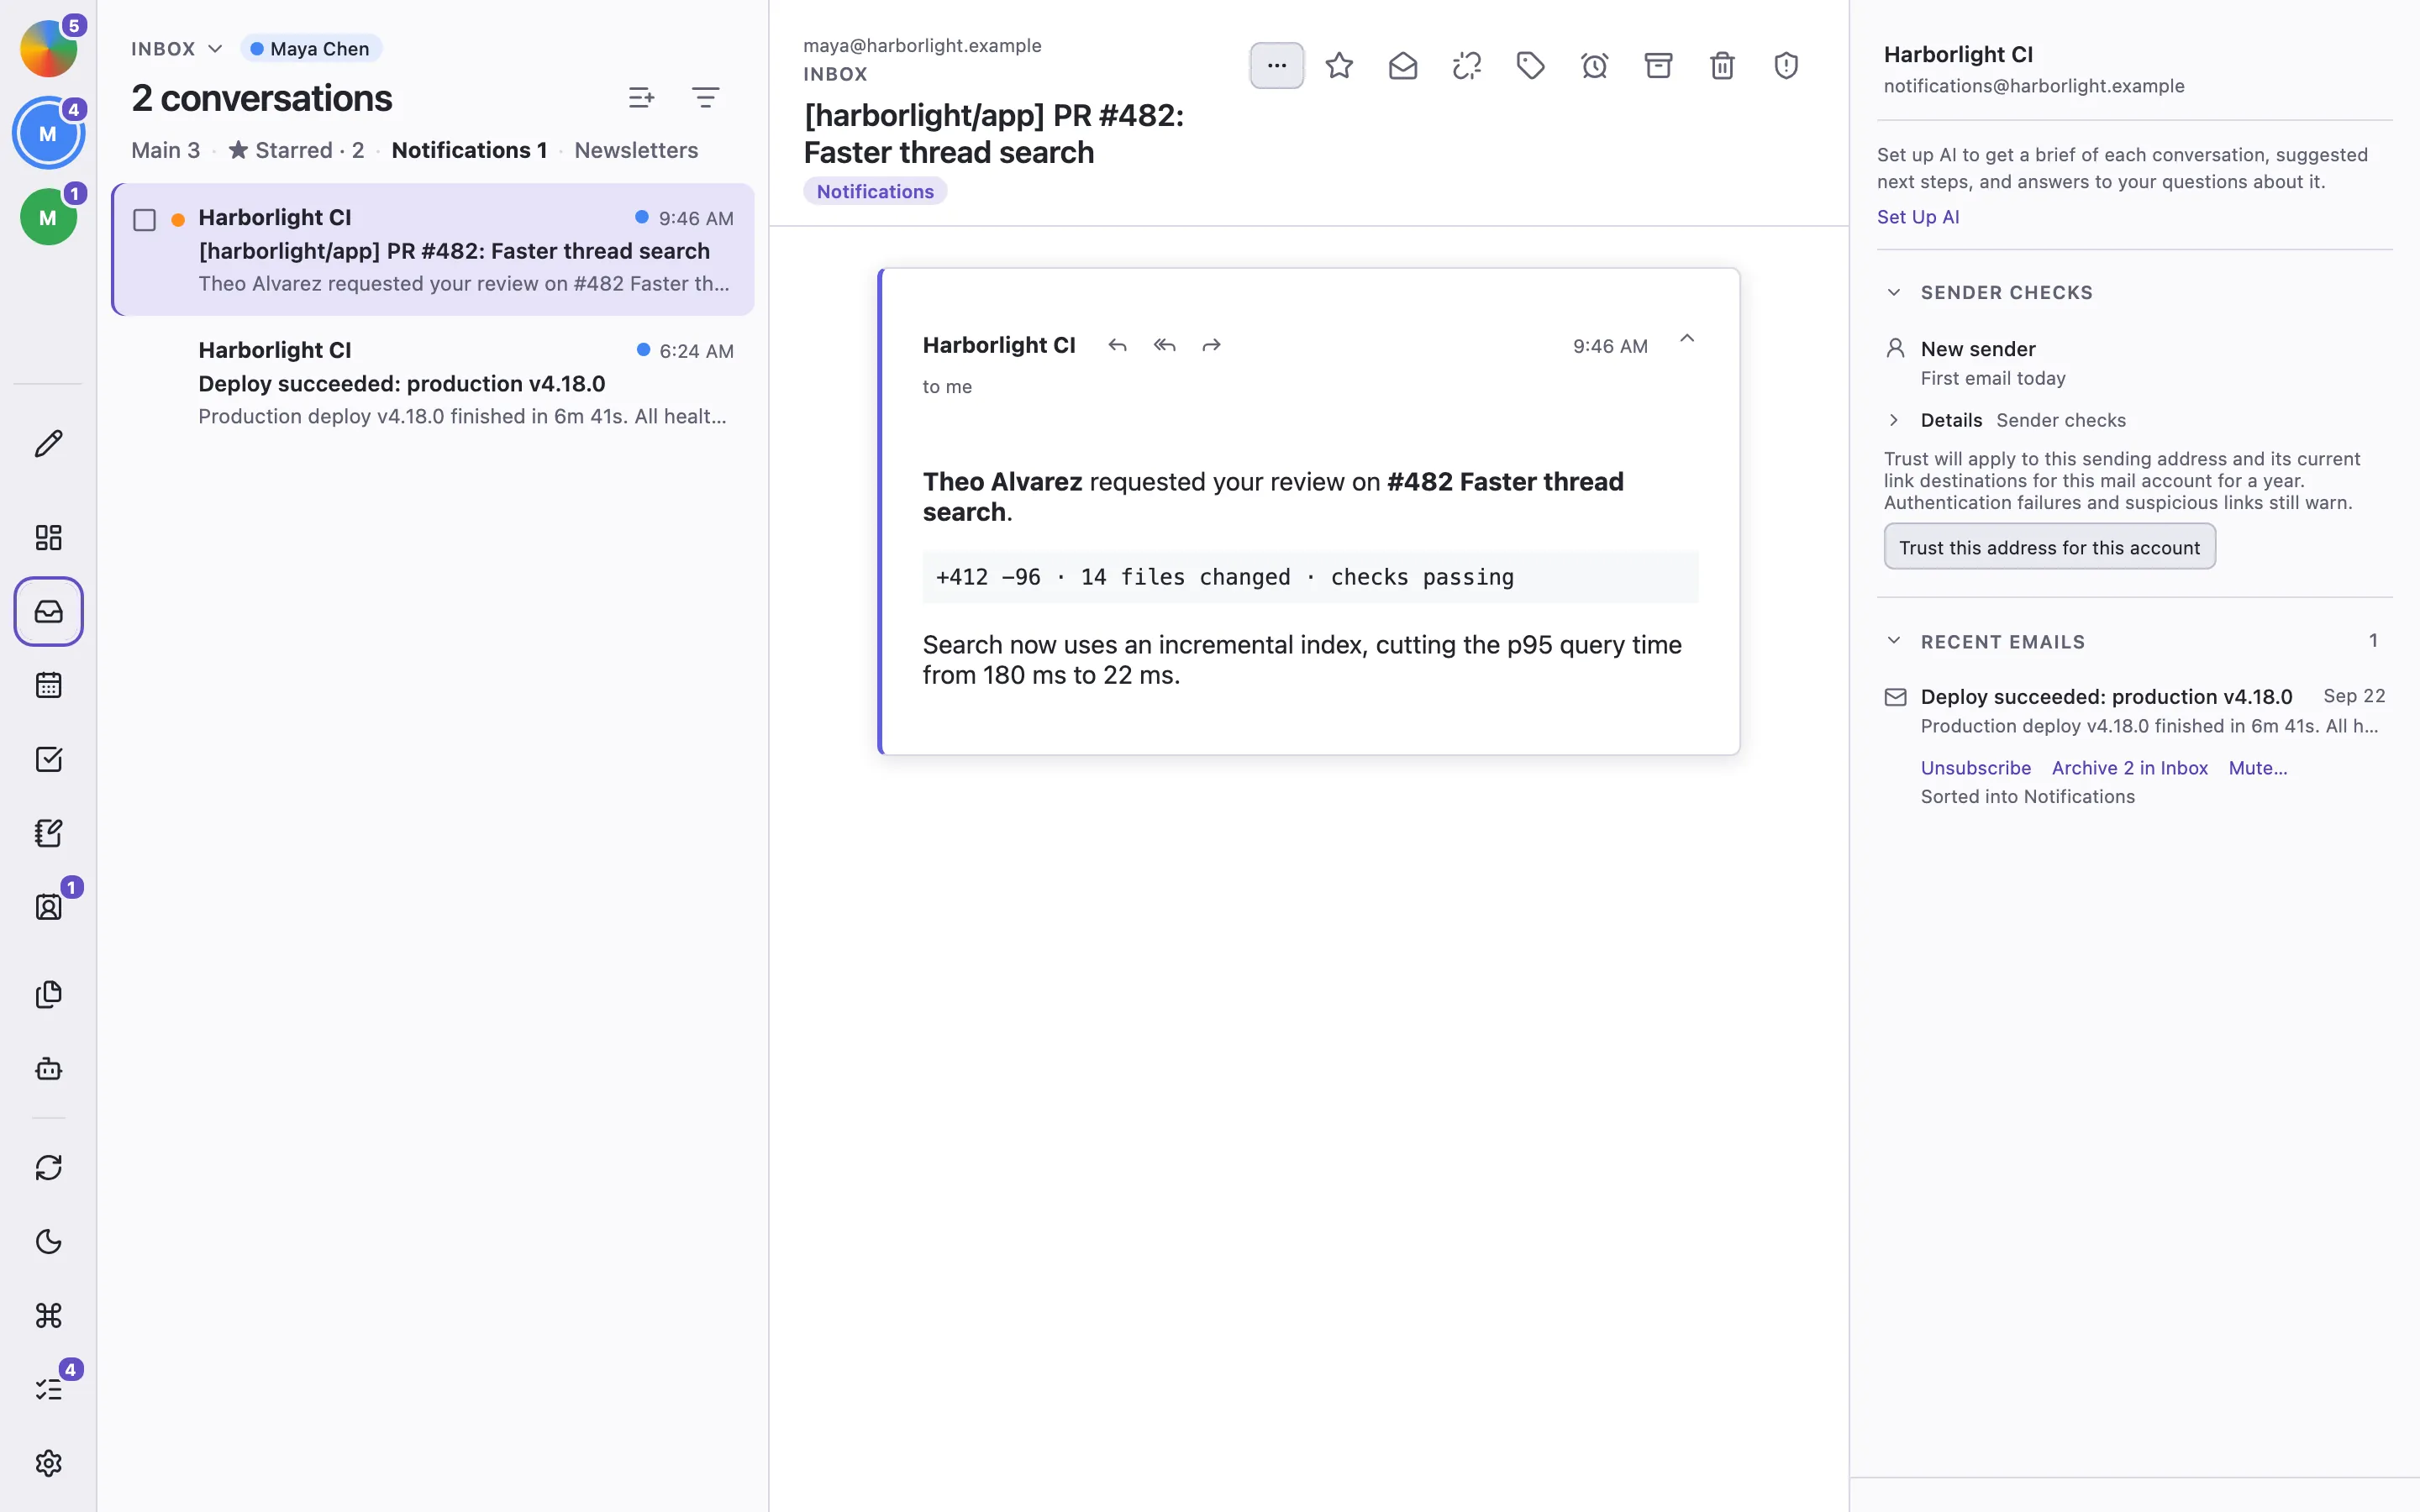 5
M 4
M 1
1
4
INBOX Maya Chen
2 conversations
Main 3 · Starred · 2 · Notifications 1 · Newsletters
Harborlight CI 9:46 AM
[harborlight/app] PR #482: Faster thread search
Theo Alvarez requested your review on #482 Faster th...
Harborlight CI 6:24 AM
Deploy succeeded: production v4.18.0
Production deploy v4.18.0 finished in 6m 41s. All healt...
maya@harborlight.example
INBOX
[harborlight/app] PR #482:
Faster thread search
Notifications
Harborlight CI 9:46 AM
to me
Theo Alvarez requested your review on #482 Faster thread
search.
+412 −96 · 14 files changed · checks passing
Search now uses an incremental index, cutting the p95 query time
from 180 ms to 22 ms.
Harborlight CI
notifications@harborlight.example
Set up AI to get a brief of each conversation, suggested
next steps, and answers to your questions about it.
Set Up AI
SENDER CHECKS
New sender
First email today
Details Sender checks
Trust will apply to this sending address and its current
link destinations for this mail account for a year.
Authentication failures and suspicious links still warn.
Trust this address for this account
RECENT EMAILS 1
Deploy succeeded: production v4.18.0 Sep 22
Production deploy v4.18.0 finished in 6m 41s. All h...
Unsubscribe Archive 2 in Inbox Mute...
Sorted into Notifications